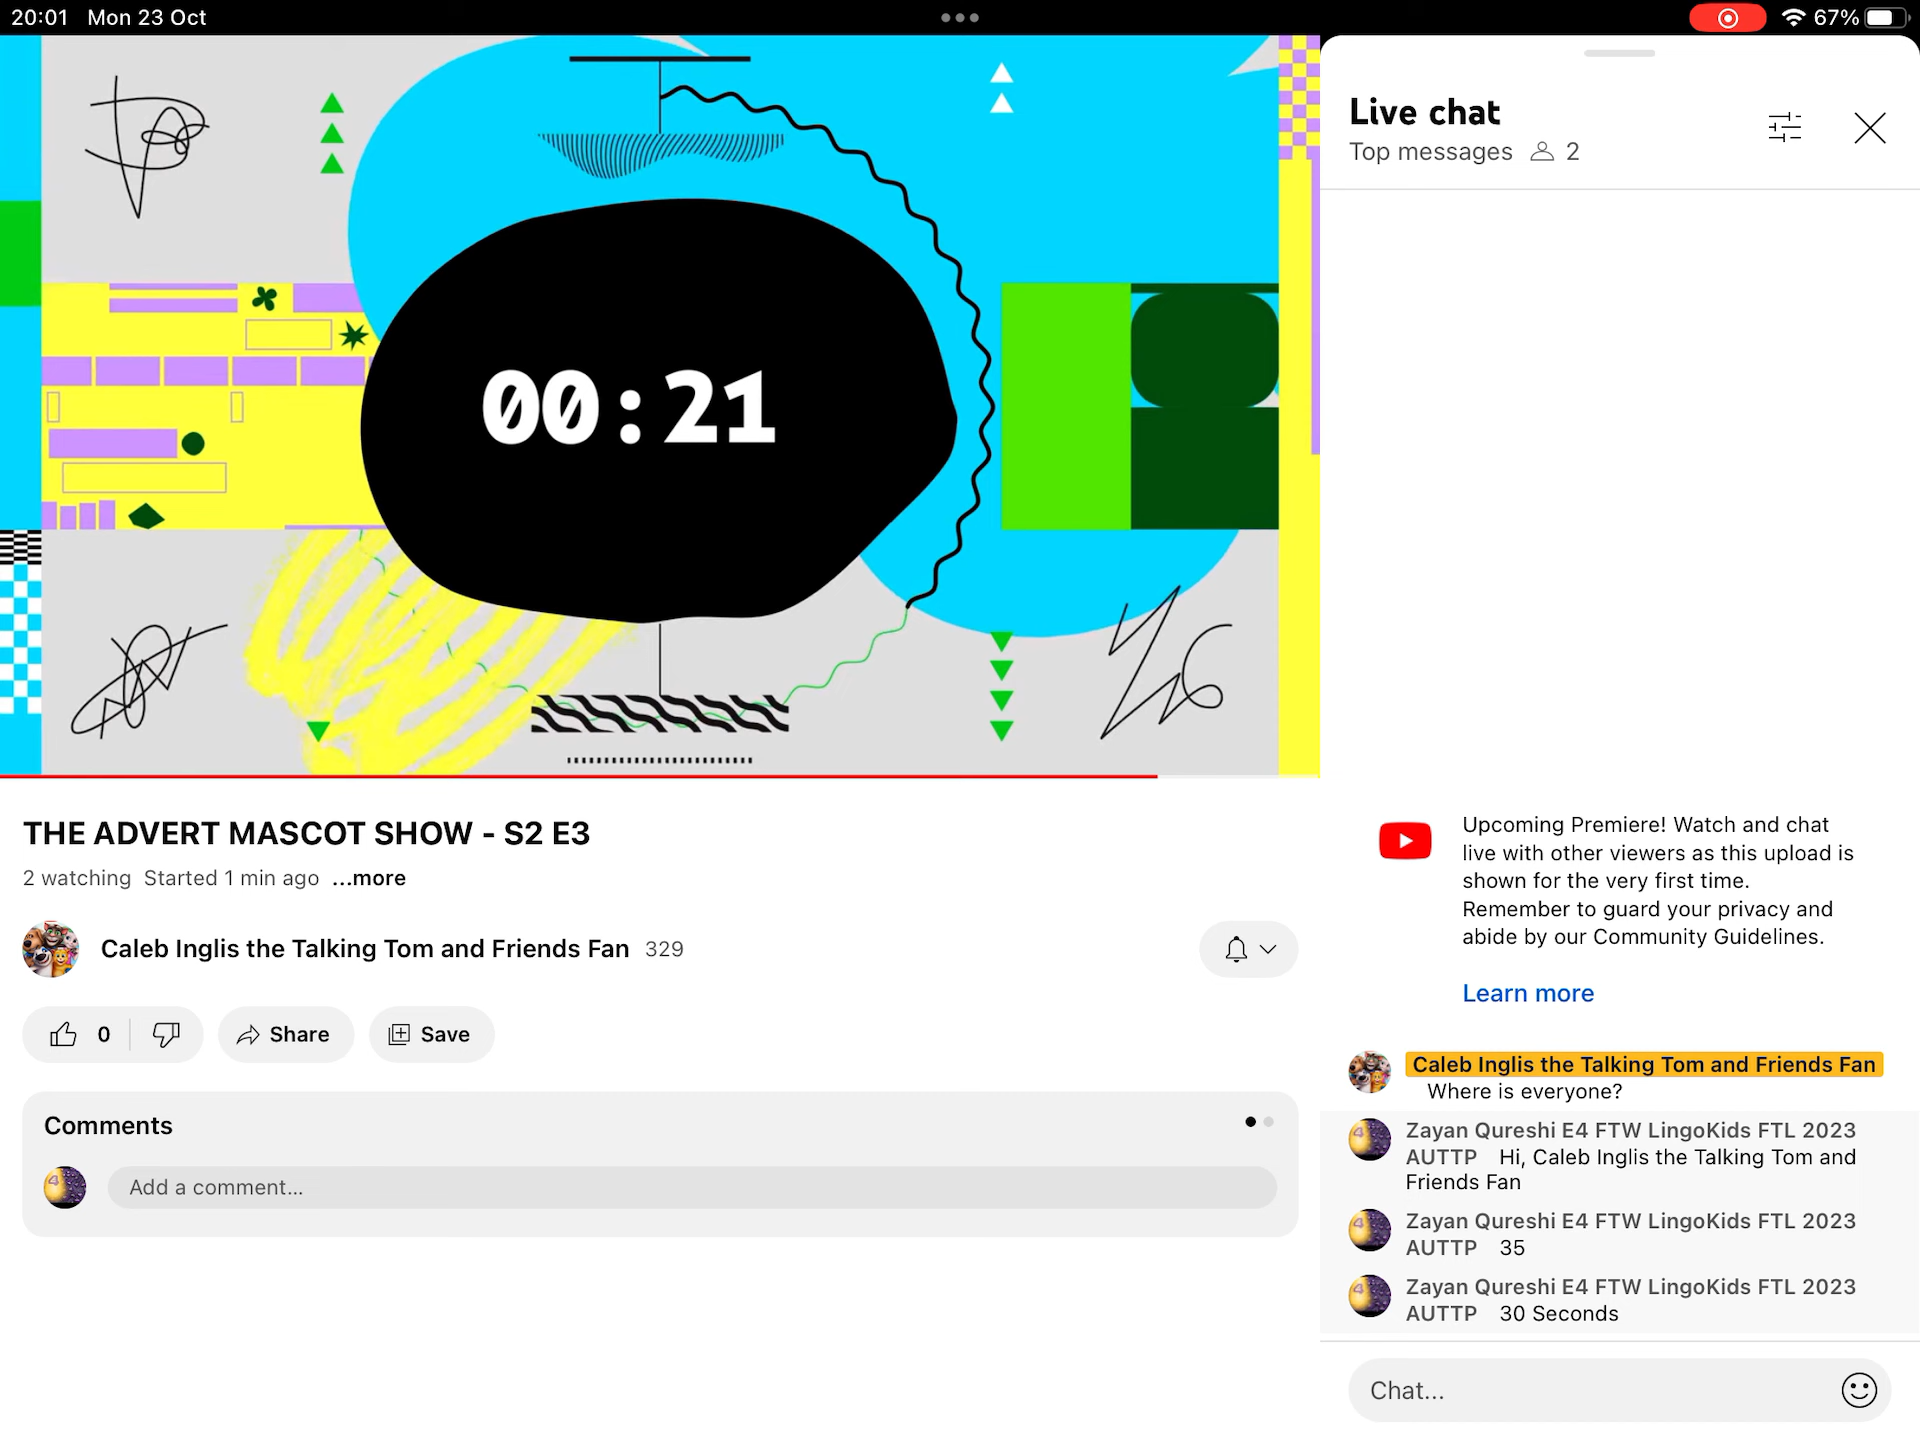 20:01 Mon 23 Oct
67%
00:21
THE ADVERT MASCOT SHOW - S2 E3
2 watching Started 1 min ago ...more
Caleb Inglis the Talking Tom and Friends Fan 329
0 Share Save
Comments
Add a comment...
Live chat
Top messages 2
Upcoming Premiere! Watch and chat
live with other viewers as this upload is
shown for the very first time.
Remember to guard your privacy and
abide by our Community Guidelines.
Learn more
Caleb Inglis the Talking Tom and Friends Fan
Where is everyone?
Zayan Qureshi E4 FTW LingoKids FTL 2023
AUTTP Hi, Caleb Inglis the Talking Tom and
Friends Fan
Zayan Qureshi E4 FTW LingoKids FTL 2023
AUTTP 35
Zayan Qureshi E4 FTW LingoKids FTL 2023
AUTTP 30 Seconds
Chat...